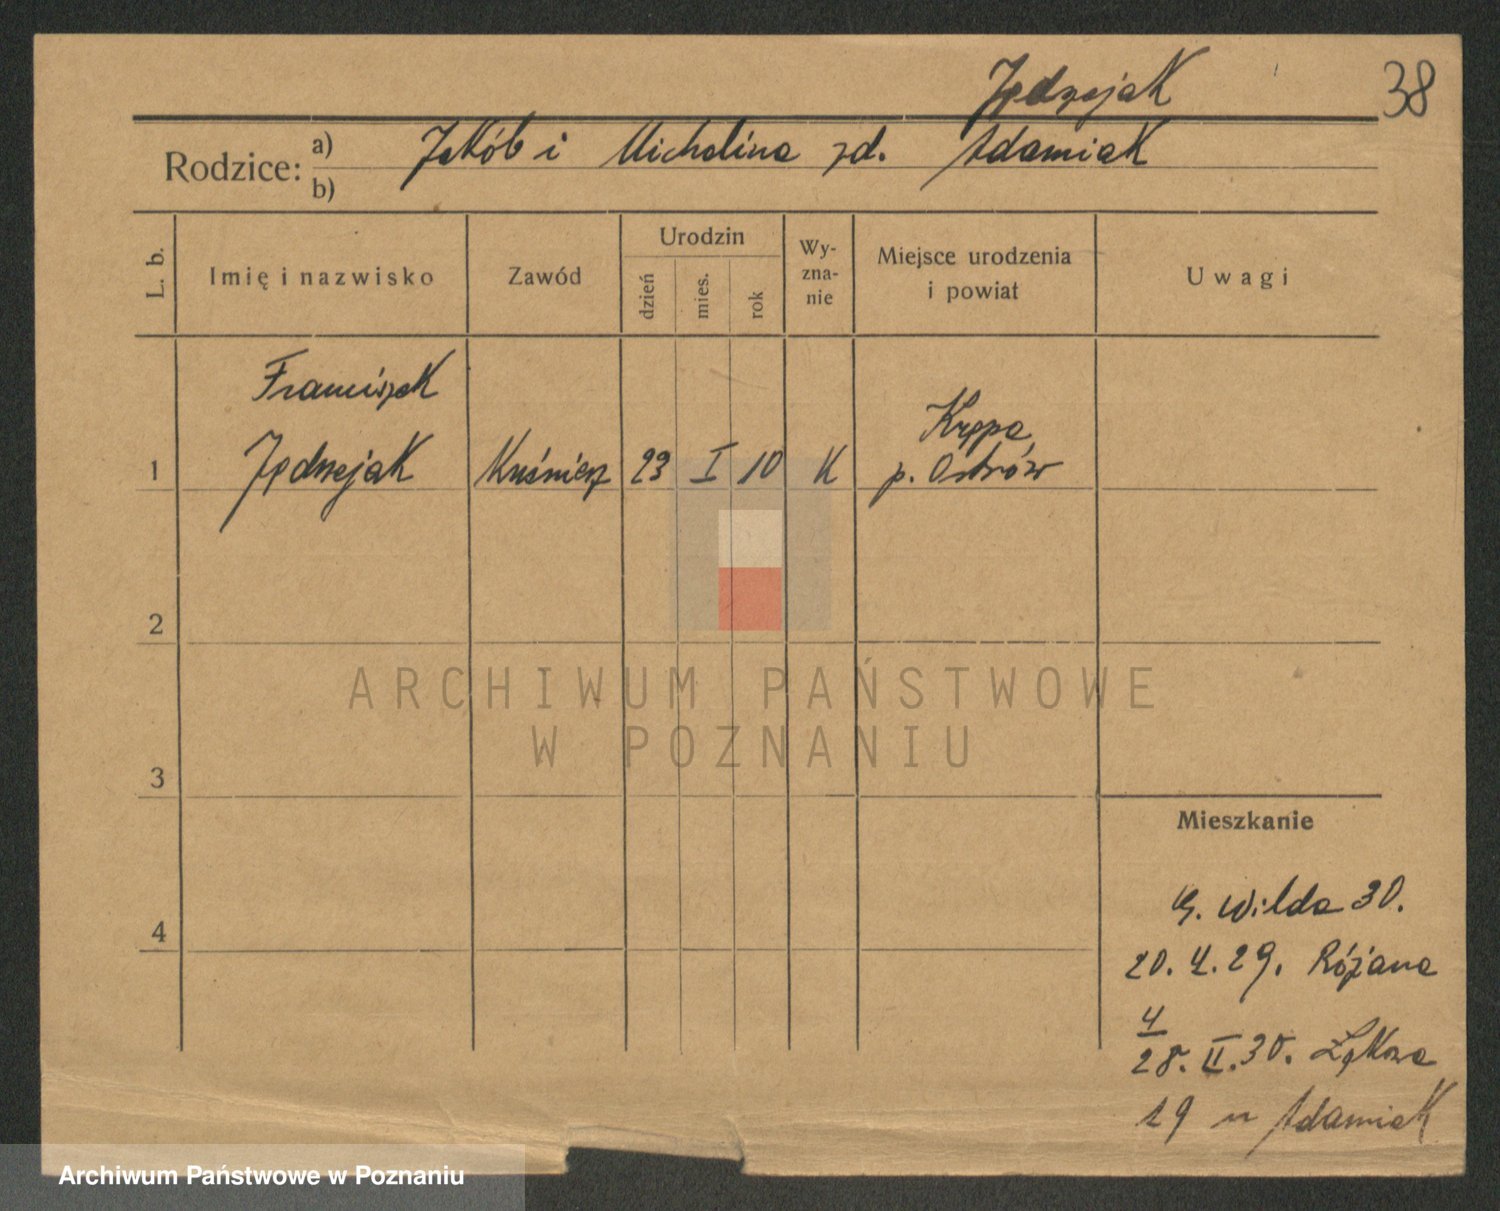 Jędrzejak
38
Rodzice: a) Jakób i Michalina zd. Adamiak
b)
L. b.
Imię i nazwisko
Zawód
Urodzin
dzień
mies.
rok
Wy-
zna-
nie
Miejsce urodzenia
i powiat
Uwagi
Franciszek
Krępa
1 Jędrzejak Kuśnierz 23 I 10 K p. Ostrów
2
3
4
Mieszkanie
G. Wilda 30.
20. 4. 29. Różana
4
28. II. 30. Łąkowa
19 u Adamiak
ARCHIWUM PAŃSTWOWE
W POZNANIU
Archiwum Państwowe w Poznaniu